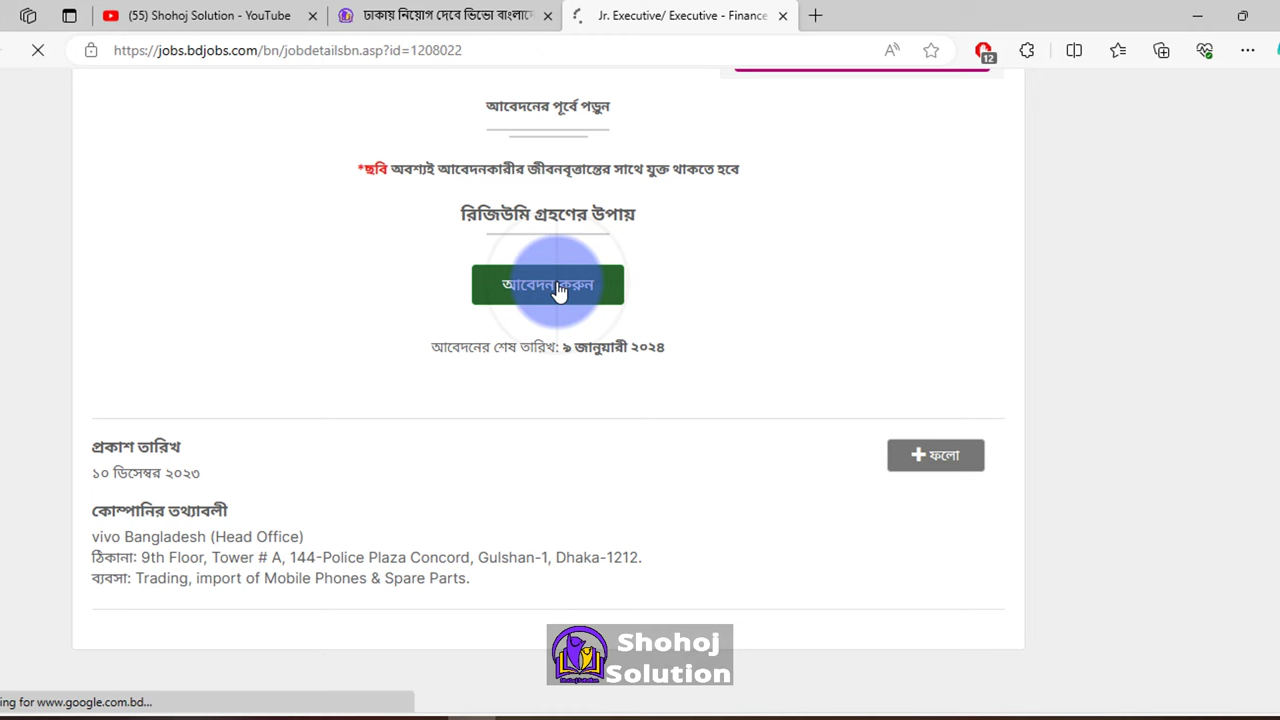 (55) Shohoj Solution - YouTube
ঢাকায় নিয়োগ দেবে ভিভো বাংলাদে
Jr. Executive/ Executive - Finance
https://jobs.bdjobs.com/bn/jobdetailsbn.asp?id=1208022
12
আবেদনের পূর্বে পড়ুন
*ছবি অবশ্যই আবেদনকারীর জীবনবৃত্তান্তের সাথে যুক্ত থাকতে হবে
রিজিউমি গ্রহণের উপায়
আবেদন করুন
আবেদনের শেষ তারিখ: ৯ জানুয়ারী ২০২৪
প্রকাশ তারিখ
ফলো
১০ ডিসেম্বর ২০২৩
কোম্পানির তথ্যাবলী
vivo Bangladesh (Head Office)
ঠিকানা: 9th Floor, Tower # A, 144-Police Plaza Concord, Gulshan-1, Dhaka-1212.
ব্যবসা: Trading, import of Mobile Phones & Spare Parts.
Shohoj
Solution
ing for www.google.com.bd...